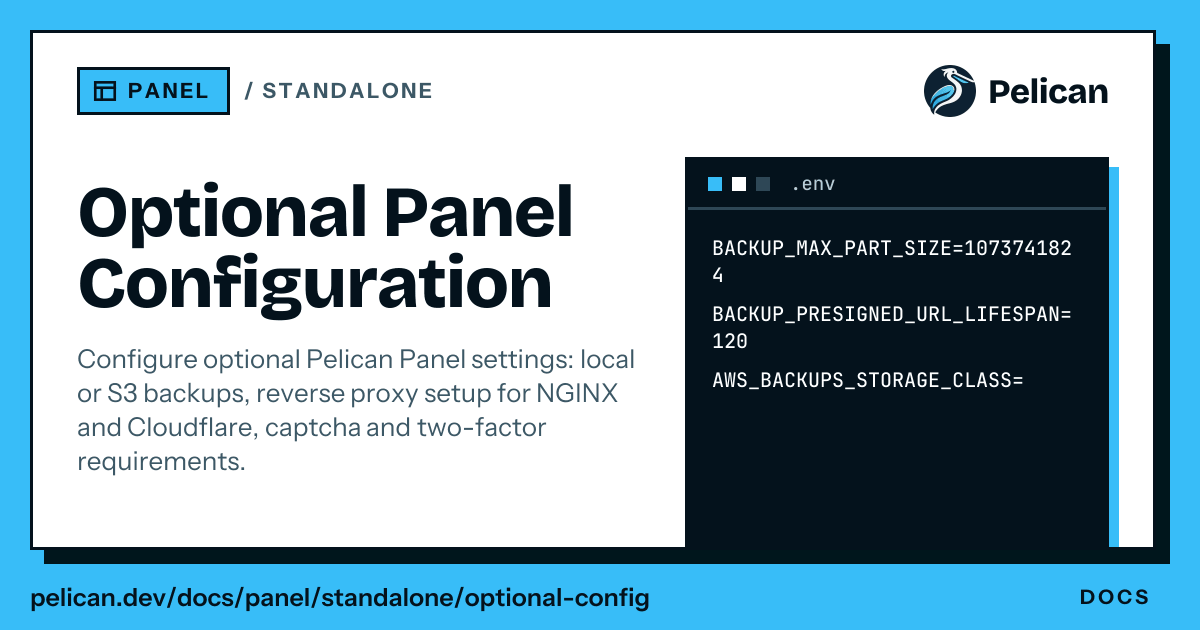 PANEL / STANDALONE
Pelican
Optional Panel
Configuration
Configure optional Pelican Panel settings: local
or S3 backups, reverse proxy setup for NGINX
and Cloudflare, captcha and two-factor
requirements.
.env
BACKUP_MAX_PART_SIZE=107374182
4
BACKUP_PRESIGNED_URL_LIFESPAN=
120
AWS_BACKUPS_STORAGE_CLASS=
pelican.dev/docs/panel/standalone/optional-config
DOCS